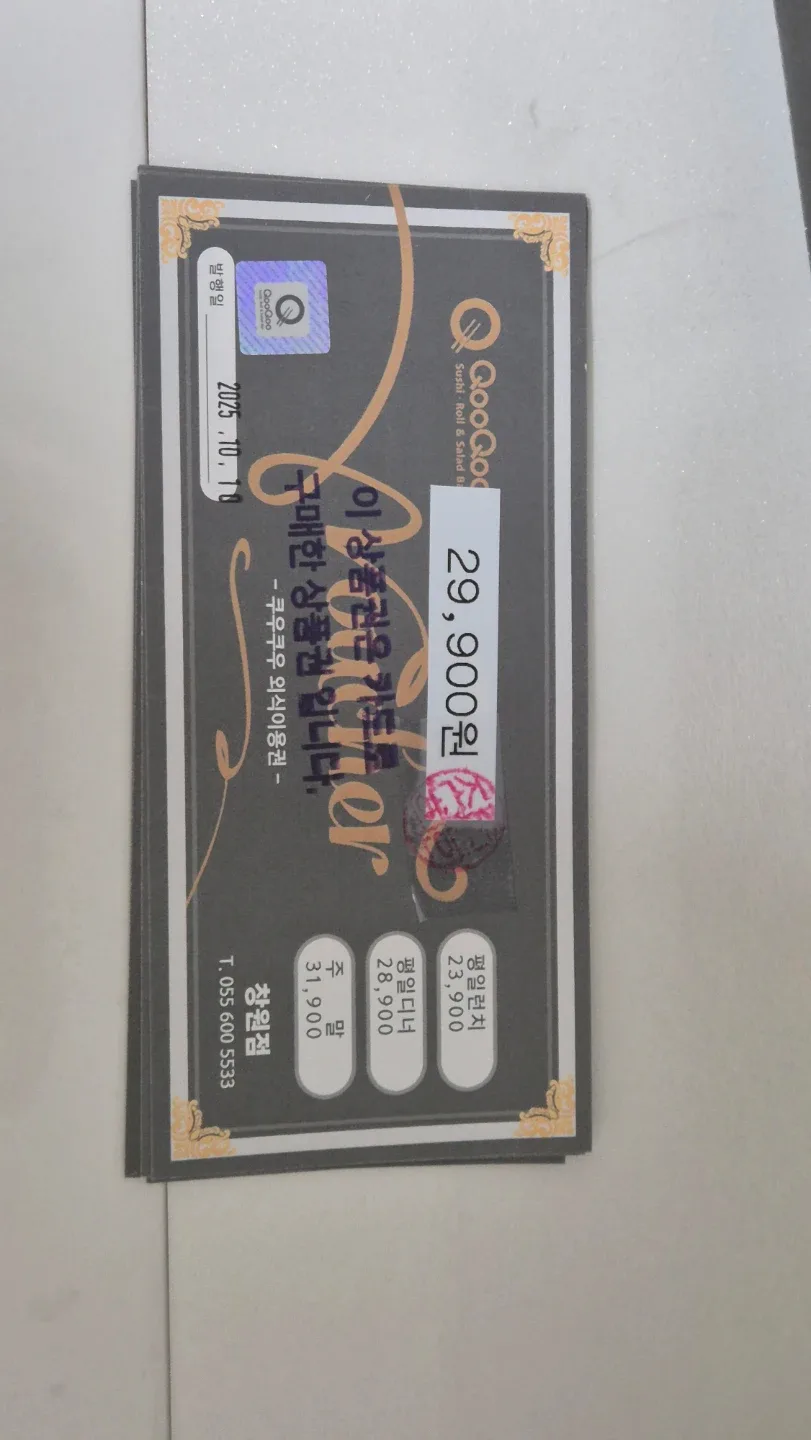 QooQoo
Sushi · Roll & Salad B
29,900원
Voucher
이 상품권은 카드로
구매한 상품권 입니다.
- 쿠우쿠우 외식이용권 -
QooQoo
발행일 2025.10.10
평일런치
23,900
평일디너
28,900
주 말
31,900
창원점
T. 055 600 5533